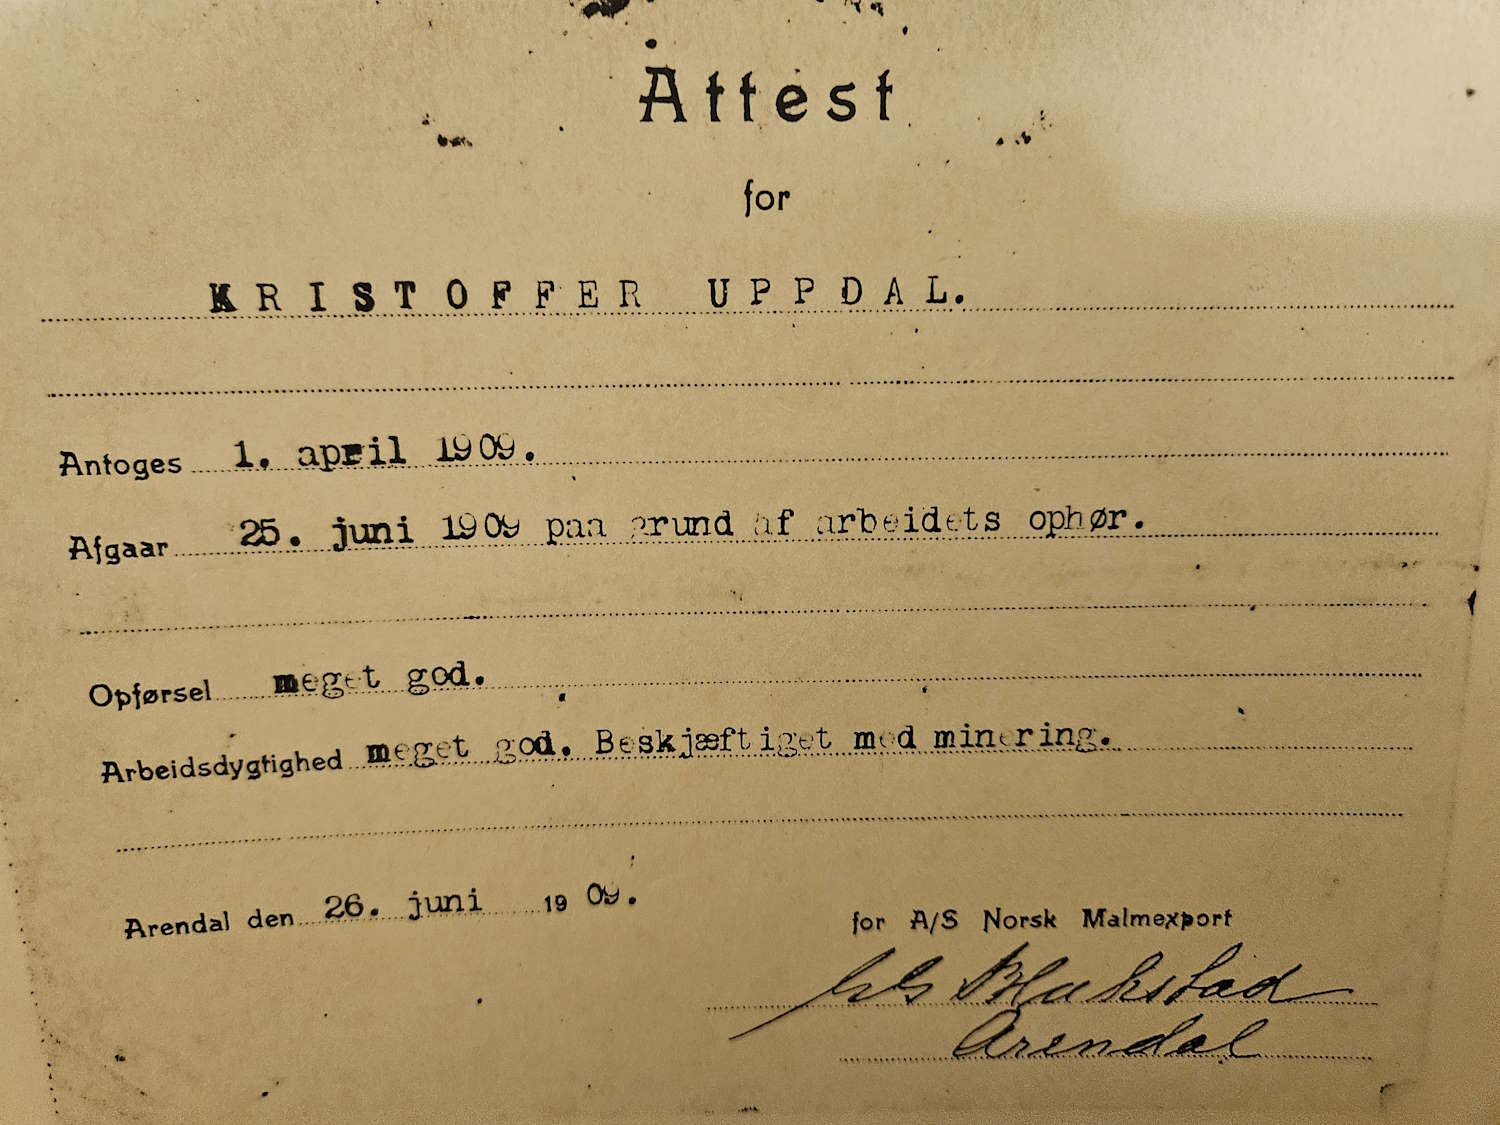 Attest
for
KRISTOFFER UPPDAL.
Antoges 1. april 1909.
Afgaar 25. juni 1909 paa grund af arbeidets ophør.
Opførsel meget god.
Arbeidsdygtighed meget god. Beskjæftiget med minering.
Arendal den 26. juni 1909.
for A/S Norsk Malmexport
Arendal